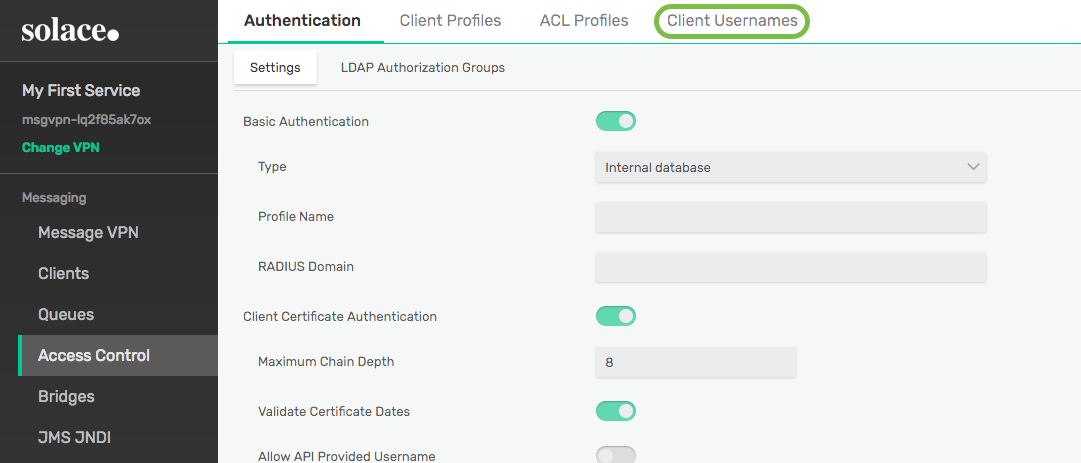 solace.
My First Service
msgvpn-lq2f85ak7ox
Change VPN
Messaging
Message VPN
Clients
Queues
Access Control
Bridges
JMS JNDI
Authentication Client Profiles ACL Profiles Client Usernames
Settings LDAP Authorization Groups
Basic Authentication
Type Internal database
Profile Name
RADIUS Domain
Client Certificate Authentication
Maximum Chain Depth 8
Validate Certificate Dates
Allow API Provided Username